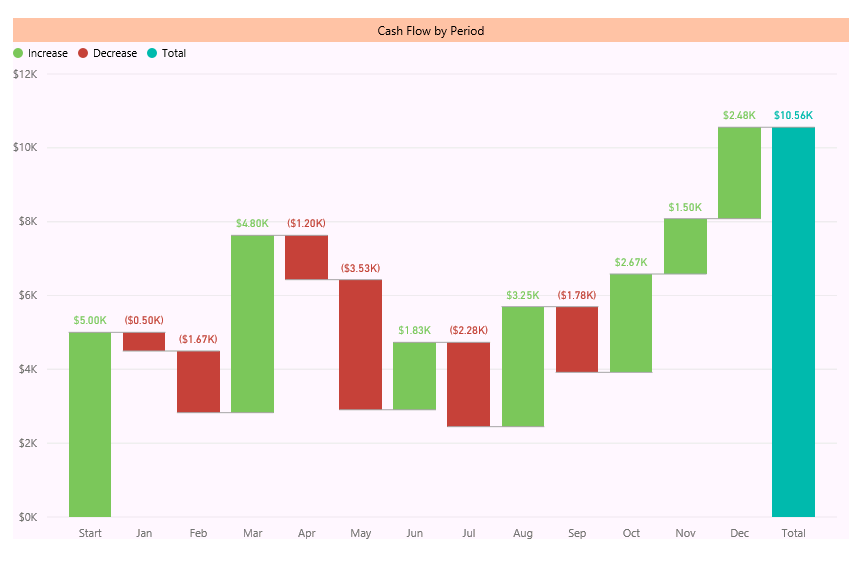 Cash Flow by Period
Increase Decrease Total
$12K
$10K
$8K
$6K
$4K
$2K
$0K
$5.00K
($0.50K)
($1.67K)
$4.80K
($1.20K)
($3.53K)
$1.83K
($2.28K)
$3.25K
($1.78K)
$2.67K
$1.50K
$2.48K
$10.56K
Start Jan Feb Mar Apr May Jun Jul Aug Sep Oct Nov Dec Total